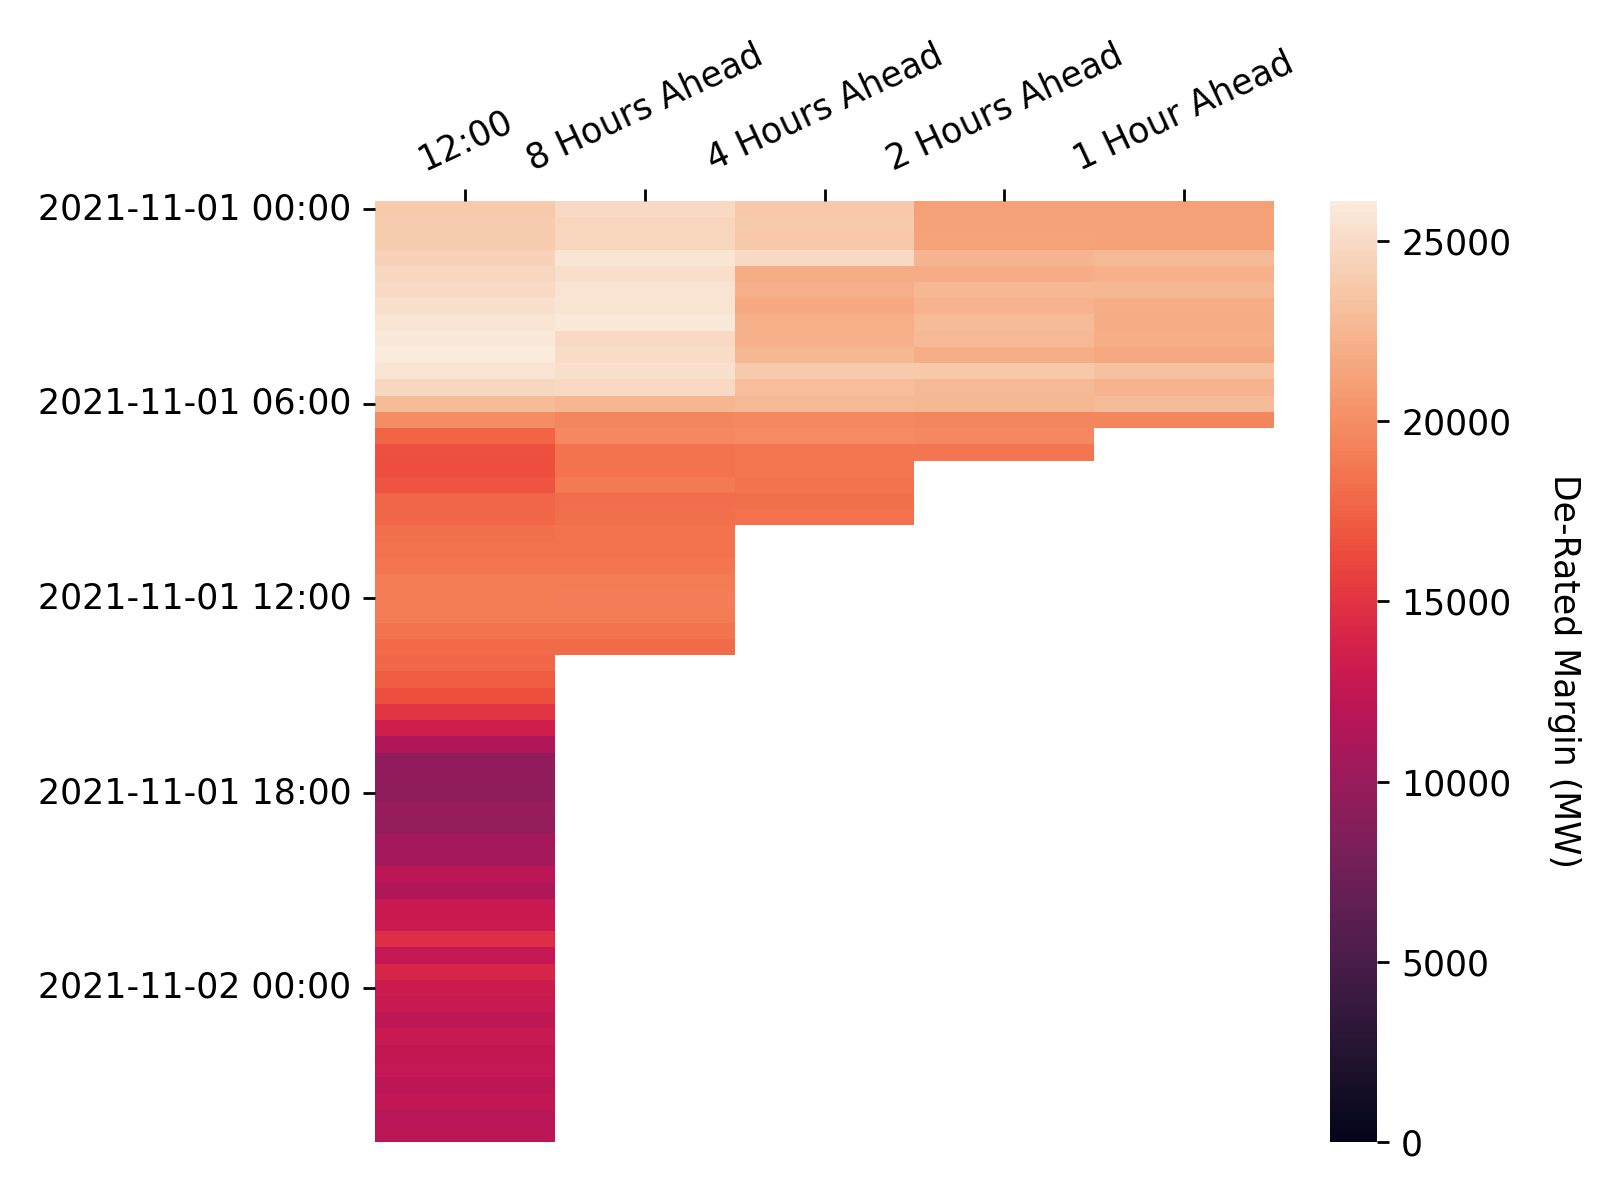 12:00
8 Hours Ahead
4 Hours Ahead
2 Hours Ahead
1 Hour Ahead
2021-11-01 00:00
2021-11-01 06:00
2021-11-01 12:00
2021-11-01 18:00
2021-11-02 00:00
25000
20000
15000
10000
5000
0
De-Rated Margin (MW)